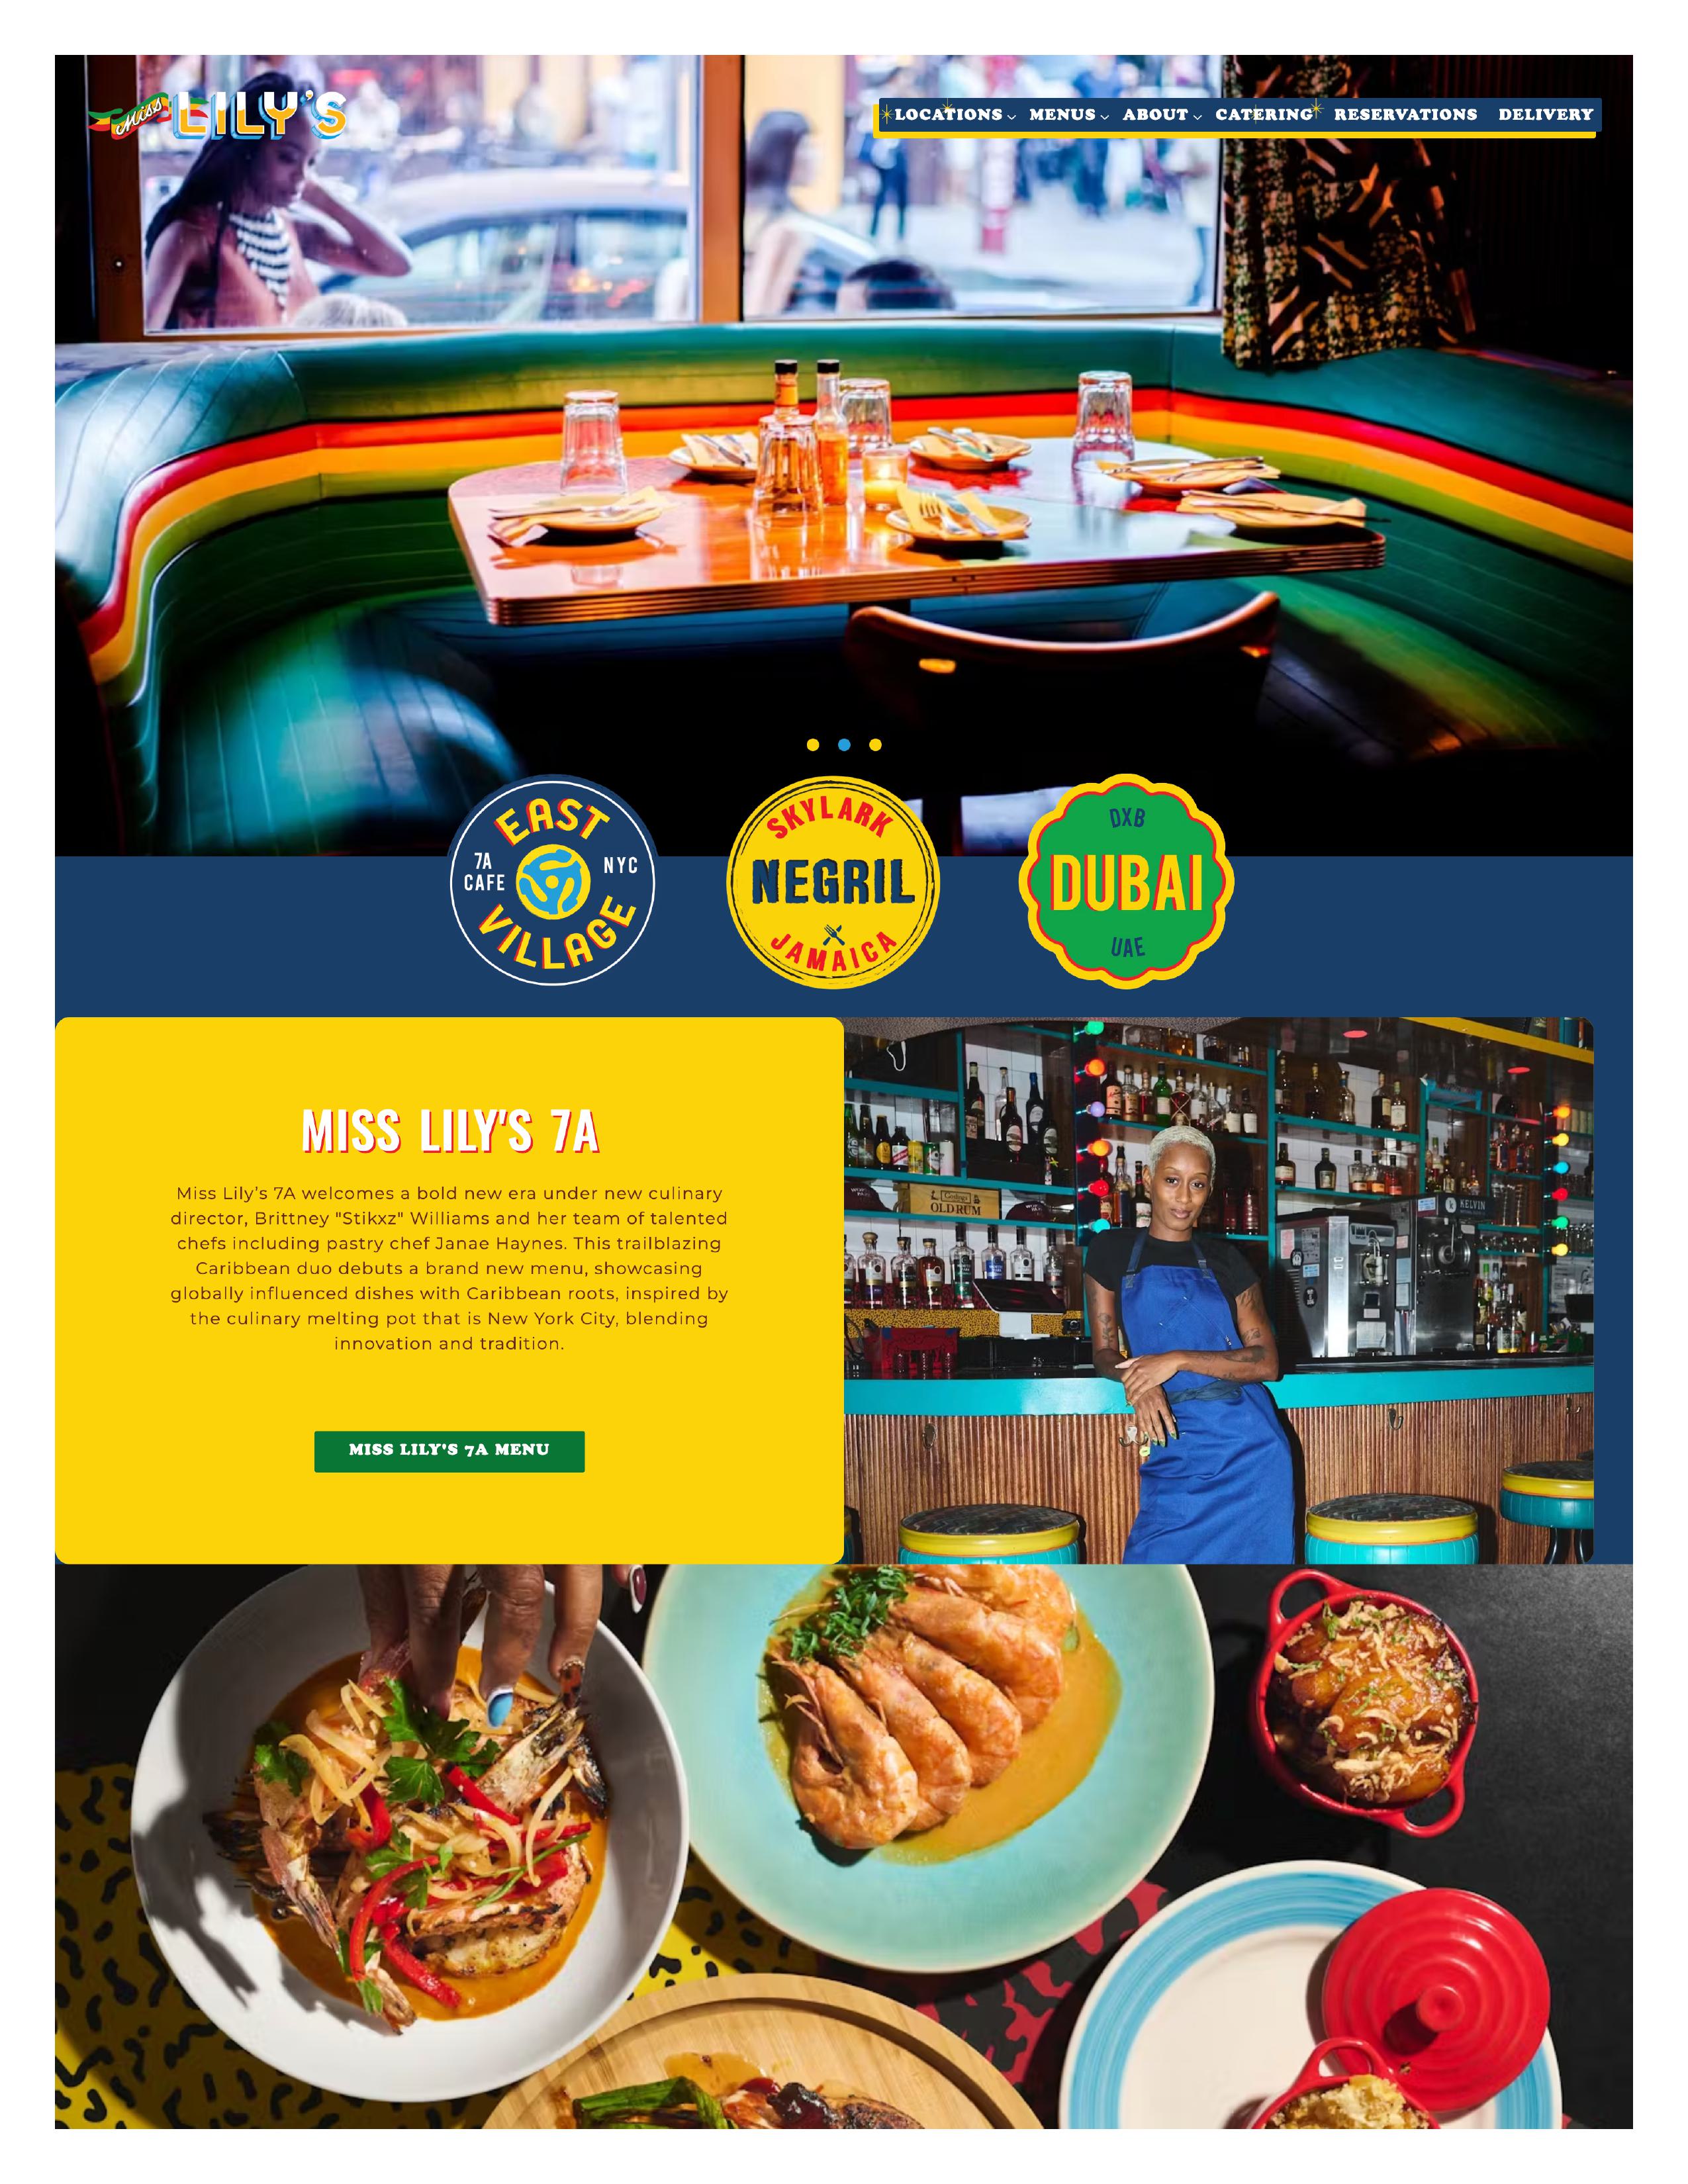 Miss LILY'S
LOCATIONS MENUS ABOUT CATERING RESERVATIONS DELIVERY
EAST
7A CAFE
NYC
VILLAGE
SKYLARK
NEGRIL
JAMAICA
DXB
DUBAI
UAE
MISS LILY'S 7A
Miss Lily's 7A welcomes a bold new era under new culinary
director, Brittney "Stikxz" Williams and her team of talented
chefs including pastry chef Janae Haynes. This trailblazing
Caribbean duo debuts a brand new menu, showcasing
globally influenced dishes with Caribbean roots, inspired by
the culinary melting pot that is New York City, blending
innovation and tradition.
MISS LILY'S 7A MENU
OLD RUM
KELVIN